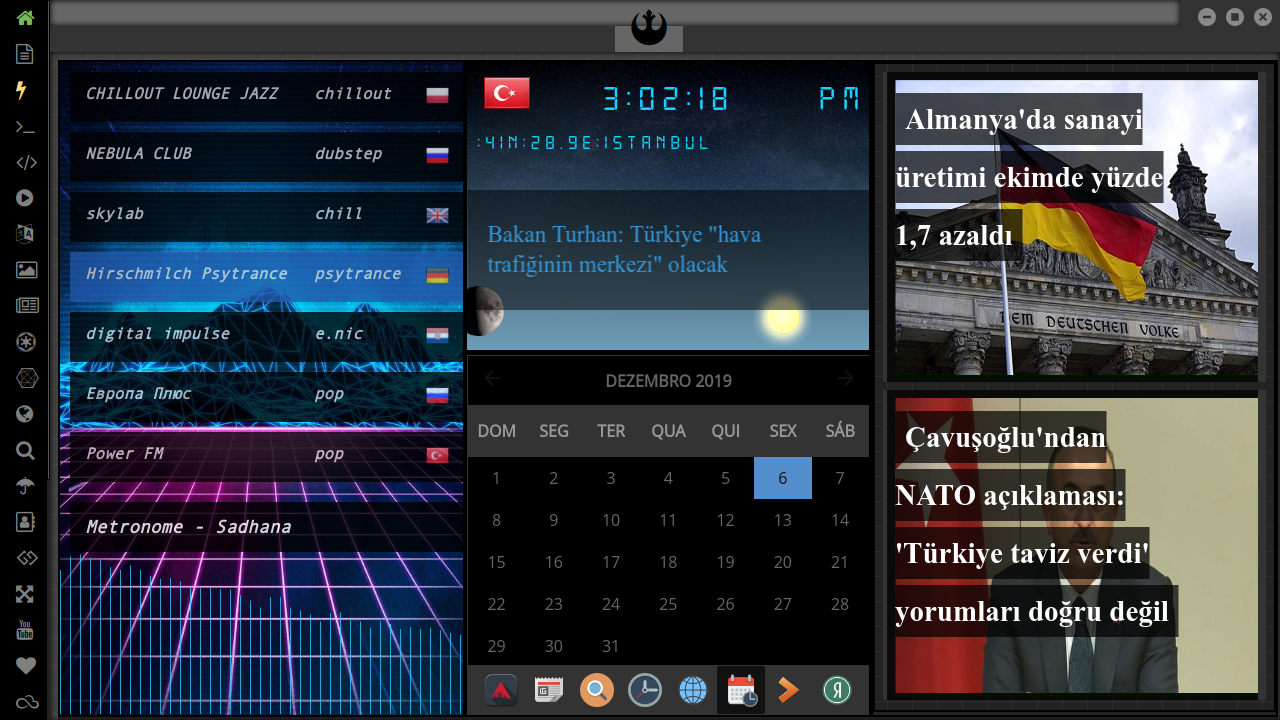 CHILLOUT LOUNGE JAZZ chillout
NEBULA CLUB dubstep
skylab chill
Hirschmilch Psytrance psytrance
digital impulse e.nic
Европа Плюс pop
Power FM pop
Metronome - Sadhana
3:02:18 PM
:41N:28.9E:ISTANBUL
Bakan Turhan: Türkiye "hava
trafiğinin merkezi" olacak
DEZEMBRO 2019
DOM SEG TER QUA QUI SEX SÁB
1 2 3 4 5 6 7
8 9 10 11 12 13 14
15 16 17 18 19 20 21
22 23 24 25 26 27 28
29 30 31
Almanya'da sanayi
üretimi ekimde yüzde
1,7 azaldı
DEM DEUTSCHEN VOLKE
Çavuşoğlu'ndan
NATO açıklaması:
'Türkiye taviz verdi'
yorumları doğru değil
You
Tube
Я